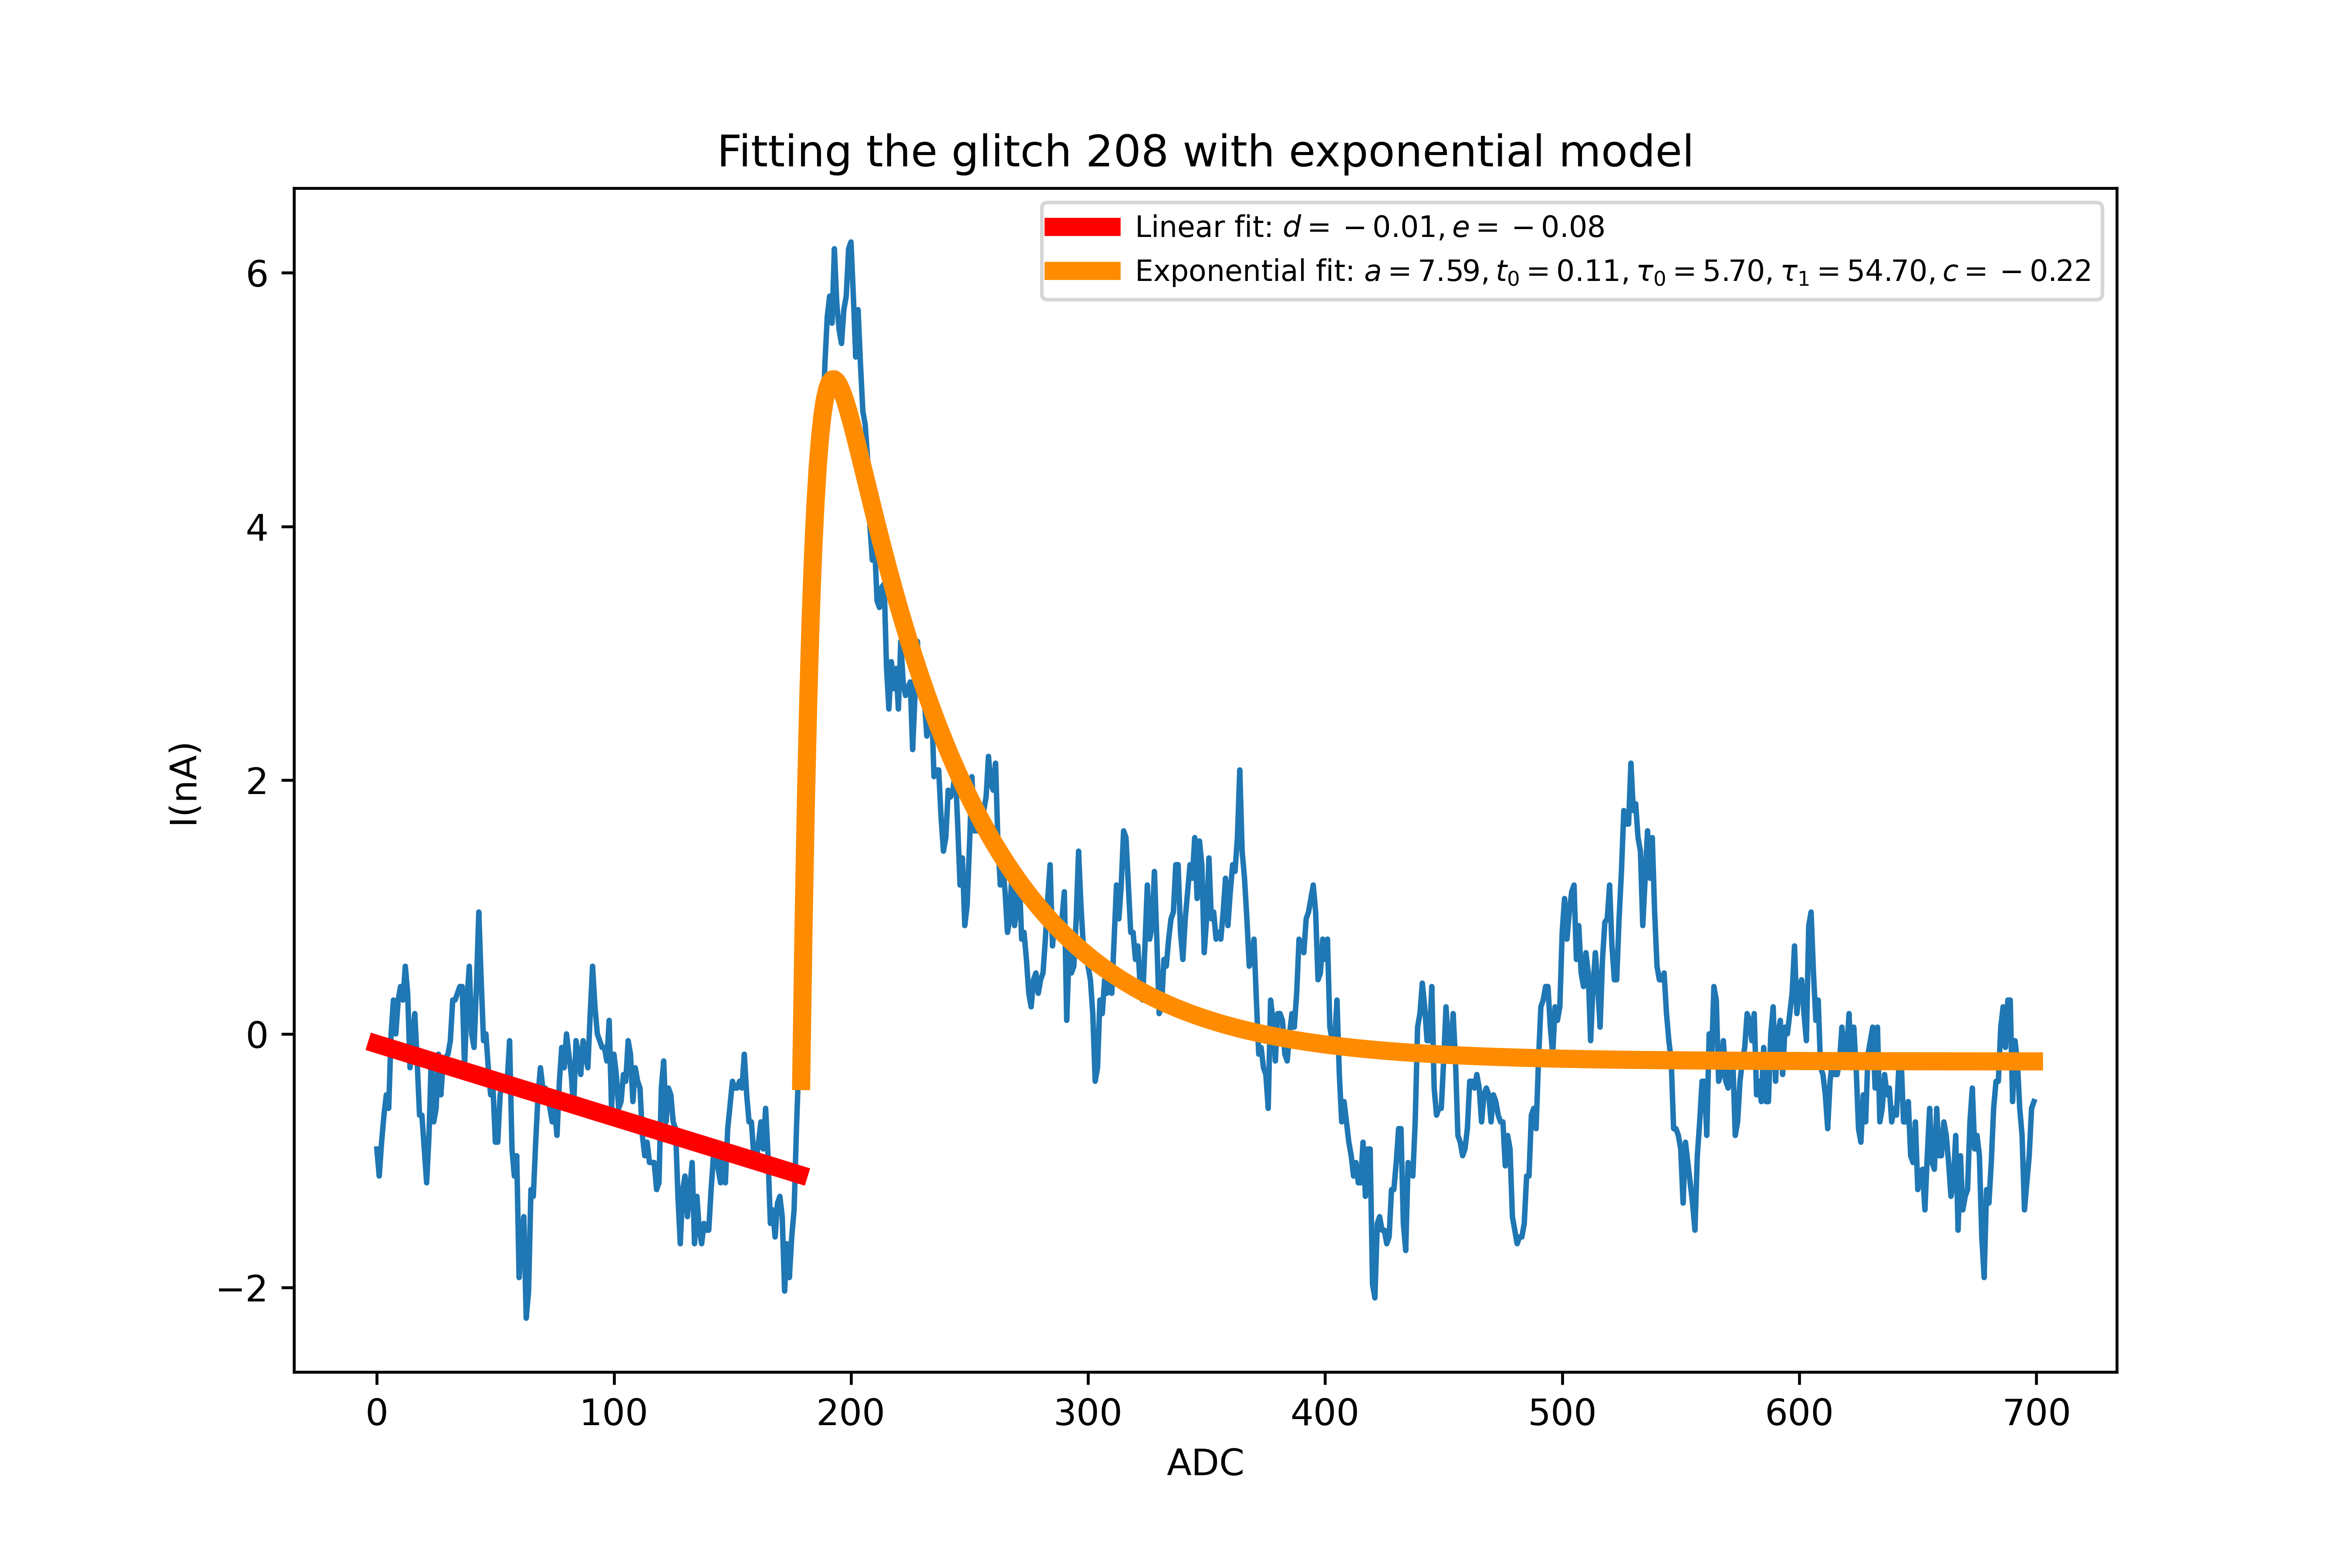 Fitting the glitch 208 with exponential model
Linear fit: d = −0.01, e = −0.08
Exponential fit: a = 7.59, t₀ = 0.11, τ₀ = 5.70, τ₁ = 54.70, c = −0.22
6
4
2
0
−2
I(nA)
0 100 200 300 400 500 600 700
ADC